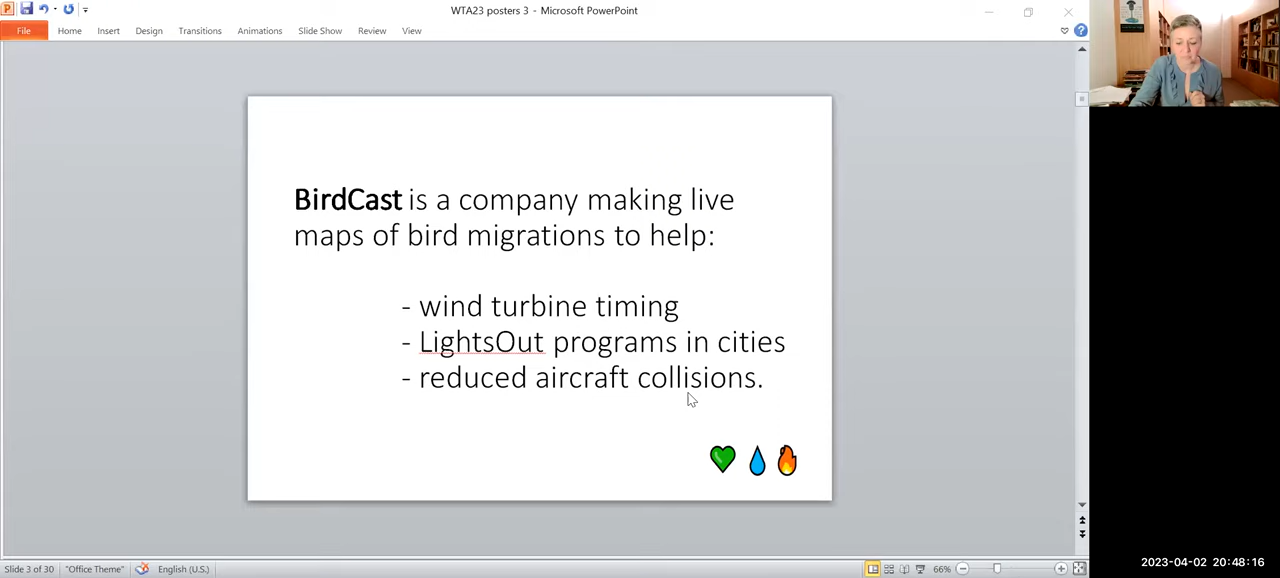 WTA23 posters 3 - Microsoft PowerPoint
File Home Insert Design Transitions Animations Slide Show Review View
BirdCast is a company making live
maps of bird migrations to help:
- wind turbine timing
- LightsOut programs in cities
- reduced aircraft collisions.
Slide 3 of 30 "Office Theme" English (U.S.) 66%
2023-04-02 20:48:16